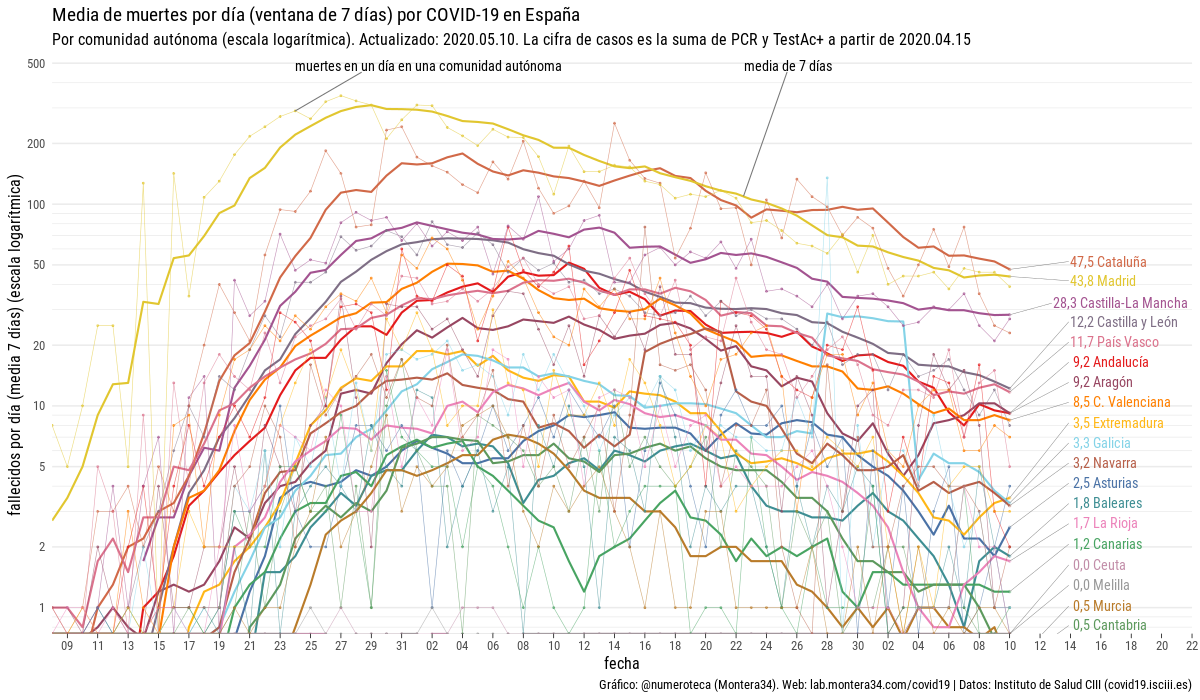 Media de muertes por día (ventana de 7 días) por COVID-19 en España
Por comunidad autónoma (escala logarítmica). Actualizado: 2020.05.10. La cifra de casos es la suma de PCR y TestAc+ a partir de 2020.04.15
muertes en un día en una comunidad autónoma
media de 7 días
fallecidos por día (media 7 días) (escala logarítmica)
500
200
100
50
20
10
5
2
1
47,5 Cataluña
43,8 Madrid
28,3 Castilla-La Mancha
12,2 Castilla y León
11,7 País Vasco
9,2 Andalucía
9,2 Aragón
8,5 C. Valenciana
3,5 Extremadura
3,3 Galicia
3,2 Navarra
2,5 Asturias
1,8 Baleares
1,7 La Rioja
1,2 Canarias
0,0 Ceuta
0,0 Melilla
0,5 Murcia
0,5 Cantabria
09 11 13 15 17 19 21 23 25 27 29 31 02 04 06 08 10 12 14 16 18 20 22 24 26 28 30 02 04 06 08 10 12 14 16 18 20 22
fecha
Gráfico: @numeroteca (Montera34). Web: lab.montera34.com/covid19 | Datos: Instituto de Salud CIII (covid19.isciii.es)